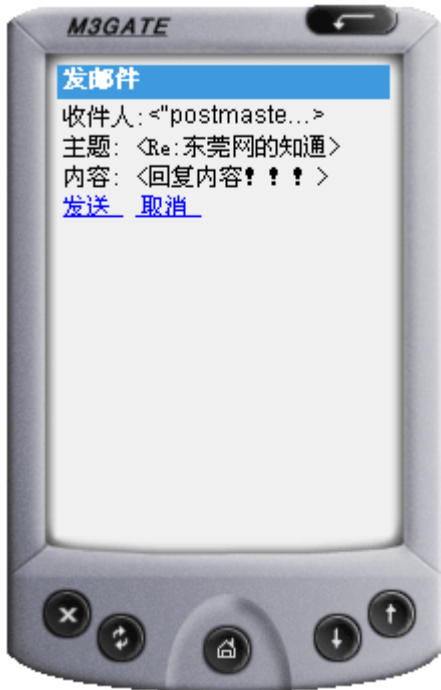 M3GATE
发邮件
收件人:<"postmaste...>
主题: <Re:东莞网的知通>
内容: <回复内容！！！>
发送 取消